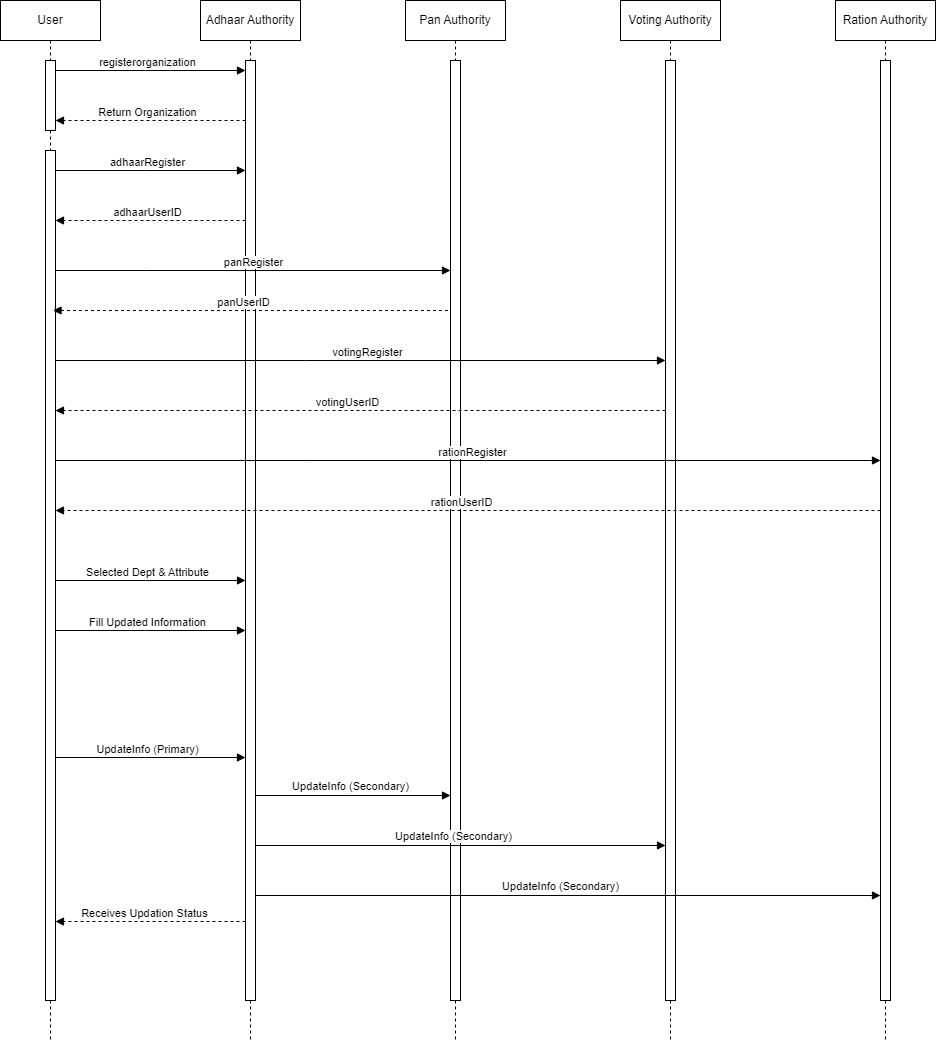 User
Adhaar Authority
Pan Authority
Voting Authority
Ration Authority
registerorganization
Return Organization
adhaarRegister
adhaarUserID
panRegister
panUserID
votingRegister
votingUserID
rationRegister
rationUserID
Selected Dept & Attribute
Fill Updated Information
UpdateInfo (Primary)
UpdateInfo (Secondary)
UpdateInfo (Secondary)
UpdateInfo (Secondary)
Receives Updation Status